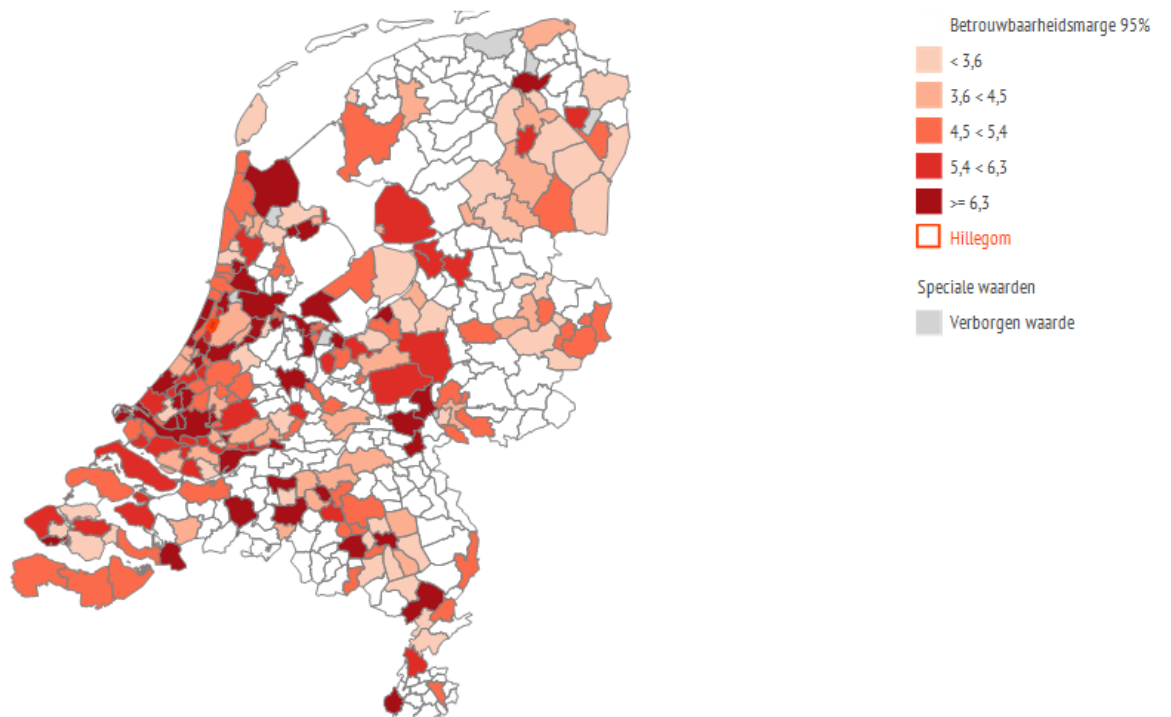 Betrouwbaarheidsmarge 95%
< 3,6
3,6 < 4,5
4,5 < 5,4
5,4 < 6,3
>= 6,3
Hillegom
Speciale waarden
Verborgen waarde